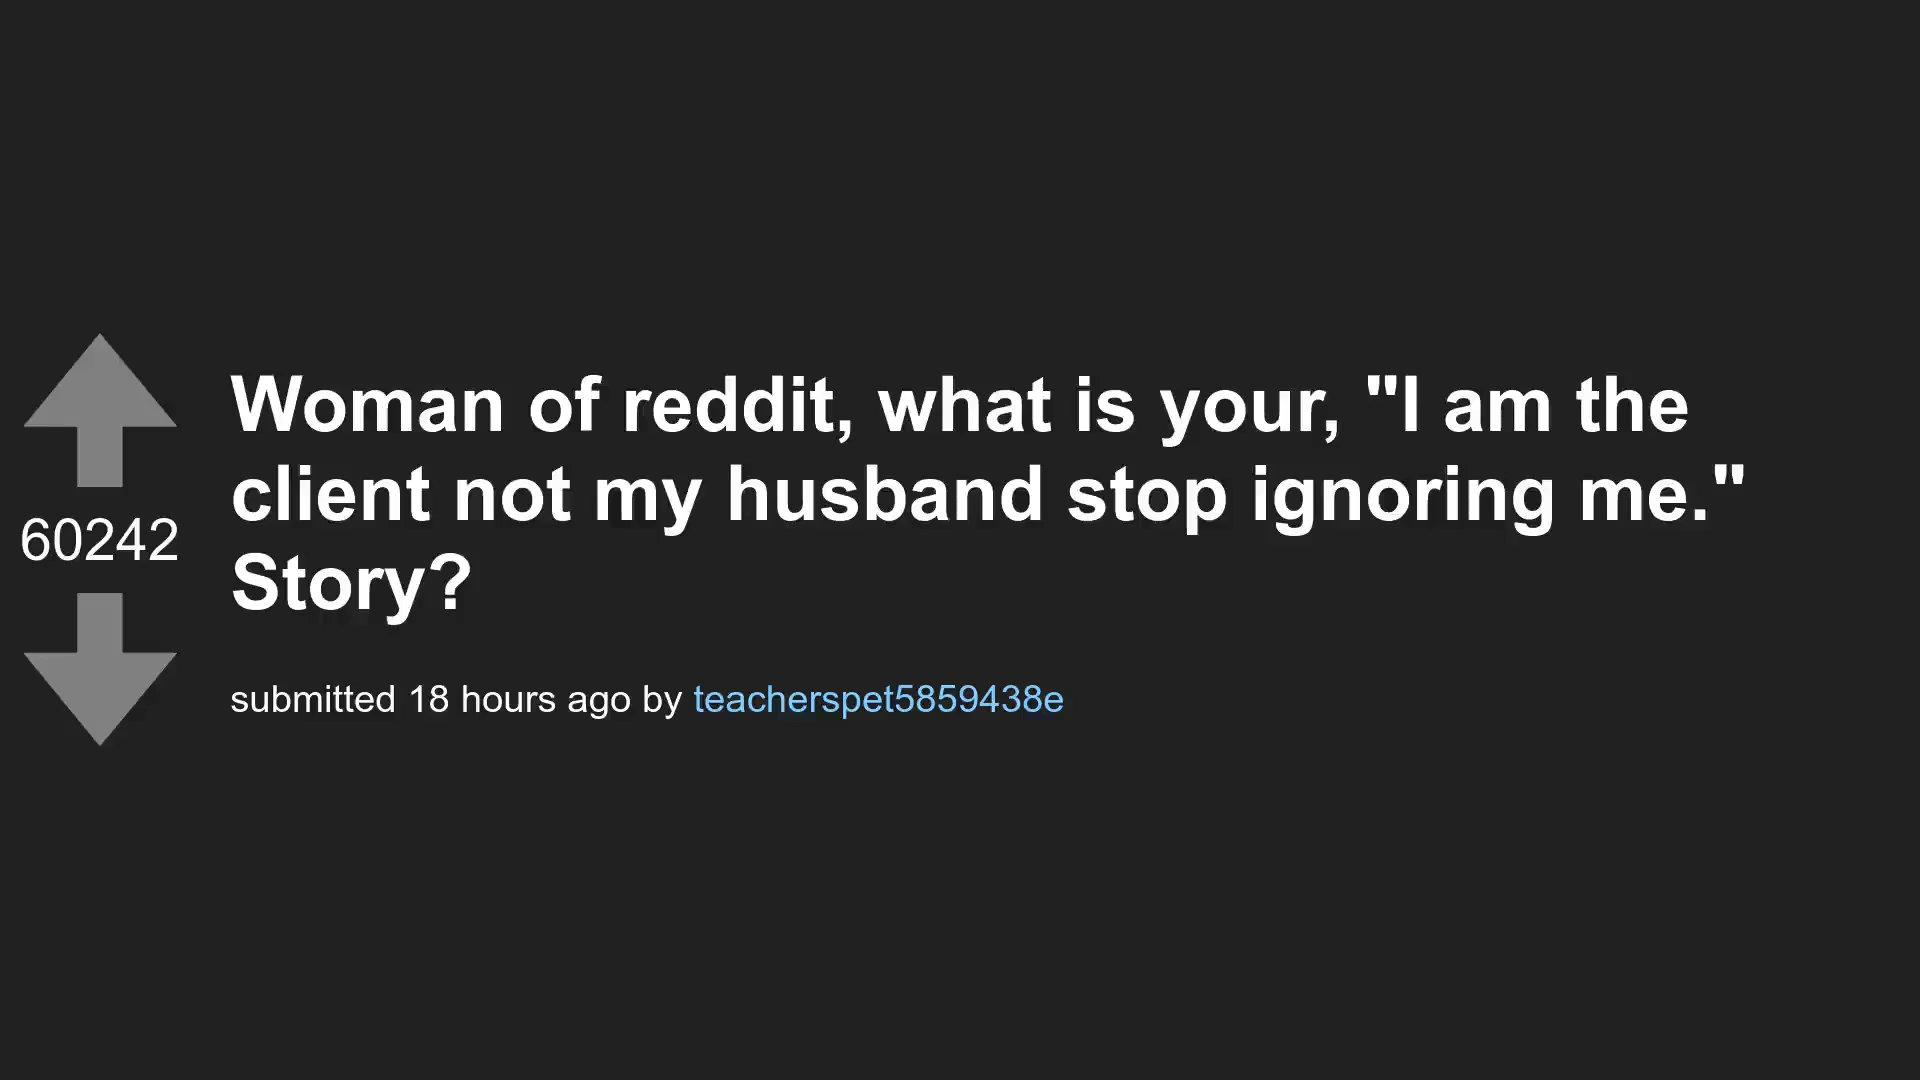 Woman of reddit, what is your, "I am the
client not my husband stop ignoring me."
Story?
60242
submitted 18 hours ago by teacherspet5859438e